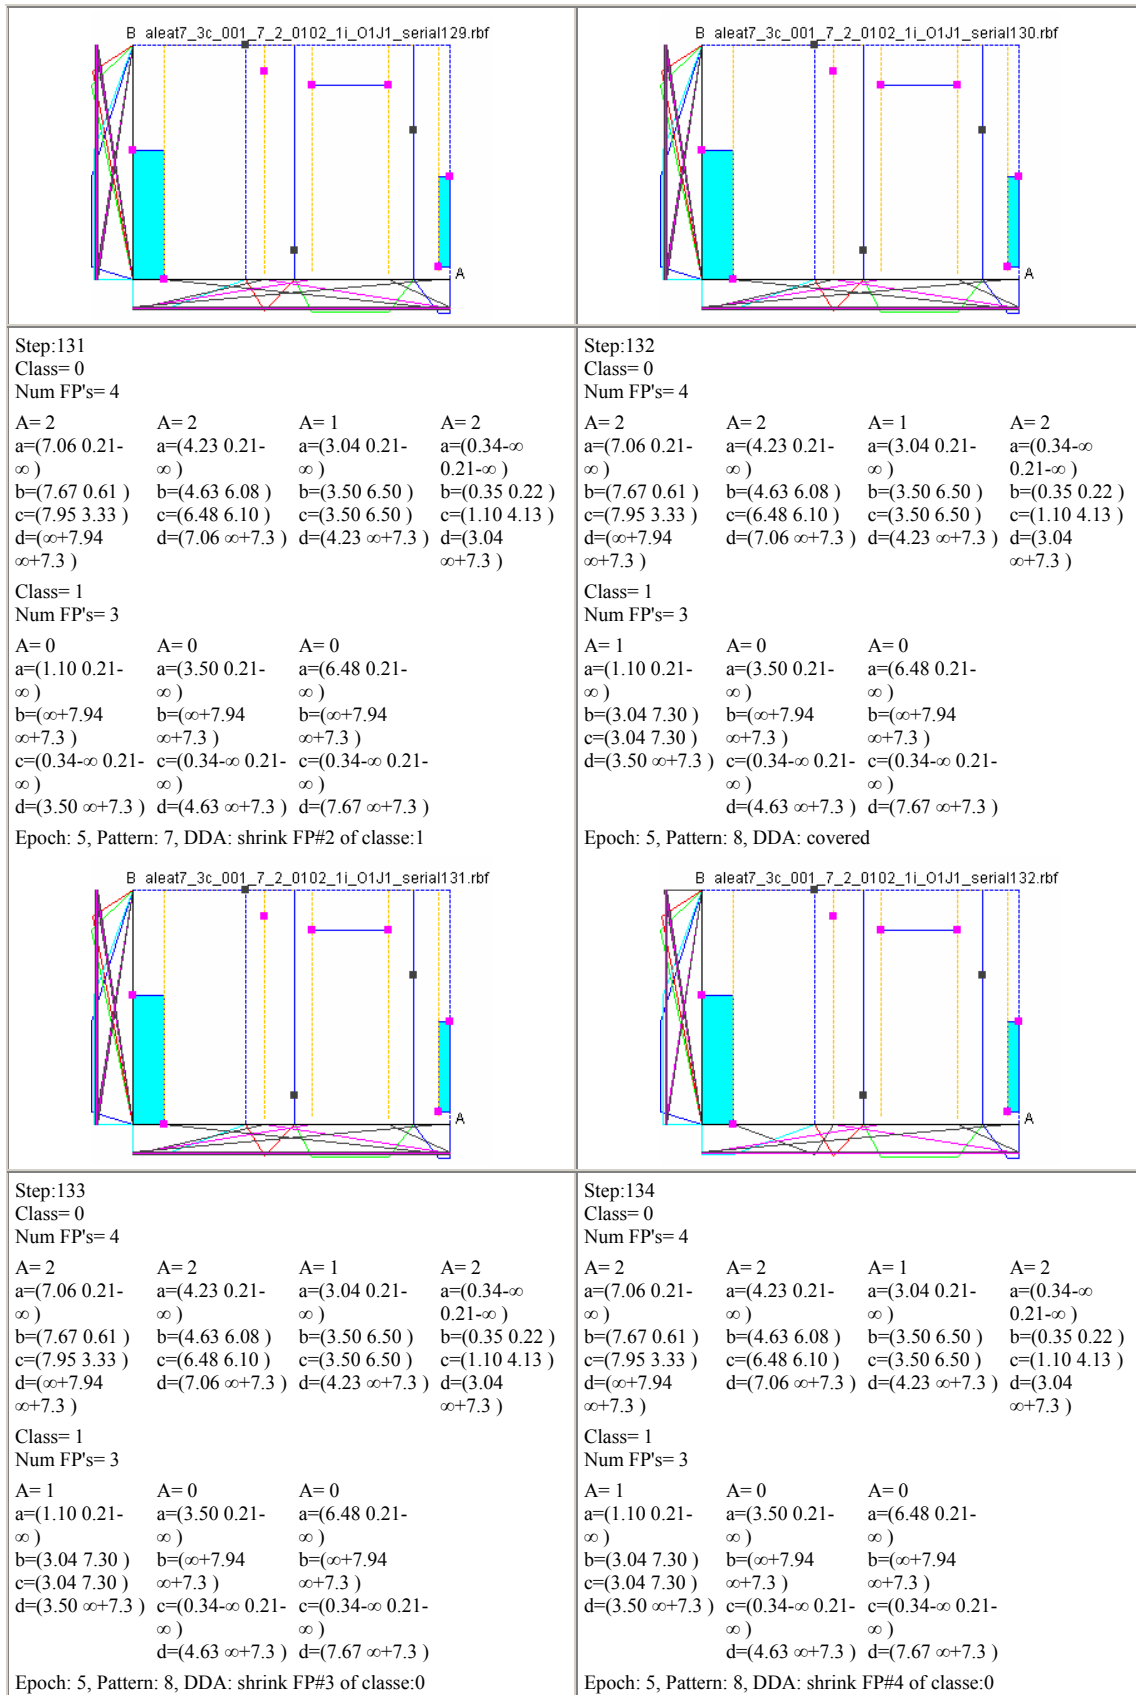 B aleat7_3c_001_7_2_0102_1i_O1J1_serial129.rbf
A
B aleat7_3c_001_7_2_0102_1i_O1J1_serial130.rbf
A
Step:131
Class= 0
Num FP's= 4
A= 2 A= 2 A= 1 A= 2
a=(7.06 0.21- a=(4.23 0.21- a=(3.04 0.21- a=(0.34-∞
∞ ) ∞ ) ∞ ) 0.21-∞ )
b=(7.67 0.61 ) b=(4.63 6.08 ) b=(3.50 6.50 ) b=(0.35 0.22 )
c=(7.95 3.33 ) c=(6.48 6.10 ) c=(3.50 6.50 ) c=(1.10 4.13 )
d=(∞+7.94 d=(7.06 ∞+7.3 ) d=(4.23 ∞+7.3 ) d=(3.04
∞+7.3 ) ∞+7.3 )
Class= 1
Num FP's= 3
A= 0 A= 0 A= 0
a=(1.10 0.21- a=(3.50 0.21- a=(6.48 0.21-
∞ ) ∞ ) ∞ )
b=(∞+7.94 b=(∞+7.94 b=(∞+7.94
∞+7.3 ) ∞+7.3 ) ∞+7.3 )
c=(0.34-∞ 0.21- c=(0.34-∞ 0.21- c=(0.34-∞ 0.21-
∞ ) ∞ ) ∞ )
d=(3.50 ∞+7.3 ) d=(4.63 ∞+7.3 ) d=(7.67 ∞+7.3 )
Epoch: 5, Pattern: 7, DDA: shrink FP#2 of classe:1
B aleat7_3c_001_7_2_0102_1i_O1J1_serial131.rbf
A
Step:132
Class= 0
Num FP's= 4
A= 2 A= 2 A= 1 A= 2
a=(7.06 0.21- a=(4.23 0.21- a=(3.04 0.21- a=(0.34-∞
∞ ) ∞ ) ∞ ) 0.21-∞ )
b=(7.67 0.61 ) b=(4.63 6.08 ) b=(3.50 6.50 ) b=(0.35 0.22 )
c=(7.95 3.33 ) c=(6.48 6.10 ) c=(3.50 6.50 ) c=(1.10 4.13 )
d=(∞+7.94 d=(7.06 ∞+7.3 ) d=(4.23 ∞+7.3 ) d=(3.04
∞+7.3 ) ∞+7.3 )
Class= 1
Num FP's= 3
A= 1 A= 0 A= 0
a=(1.10 0.21- a=(3.50 0.21- a=(6.48 0.21-
∞ ) ∞ ) ∞ )
b=(3.04 7.30 ) b=(∞+7.94 b=(∞+7.94
c=(3.04 7.30 ) ∞+7.3 ) ∞+7.3 )
d=(3.50 ∞+7.3 ) c=(0.34-∞ 0.21- c=(0.34-∞ 0.21-
∞ ) ∞ )
d=(4.63 ∞+7.3 ) d=(7.67 ∞+7.3 )
Epoch: 5, Pattern: 8, DDA: covered
B aleat7_3c_001_7_2_0102_1i_O1J1_serial132.rbf
A
Step:133
Class= 0
Num FP's= 4
A= 2 A= 2 A= 1 A= 2
a=(7.06 0.21- a=(4.23 0.21- a=(3.04 0.21- a=(0.34-∞
∞ ) ∞ ) ∞ ) 0.21-∞ )
b=(7.67 0.61 ) b=(4.63 6.08 ) b=(3.50 6.50 ) b=(0.35 0.22 )
c=(7.95 3.33 ) c=(6.48 6.10 ) c=(3.50 6.50 ) c=(1.10 4.13 )
d=(∞+7.94 d=(7.06 ∞+7.3 ) d=(4.23 ∞+7.3 ) d=(3.04
∞+7.3 ) ∞+7.3 )
Class= 1
Num FP's= 3
A= 1 A= 0 A= 0
a=(1.10 0.21- a=(3.50 0.21- a=(6.48 0.21-
∞ ) ∞ ) ∞ )
b=(3.04 7.30 ) b=(∞+7.94 b=(∞+7.94
c=(3.04 7.30 ) ∞+7.3 ) ∞+7.3 )
d=(3.50 ∞+7.3 ) c=(0.34-∞ 0.21- c=(0.34-∞ 0.21-
∞ ) ∞ )
d=(4.63 ∞+7.3 ) d=(7.67 ∞+7.3 )
Epoch: 5, Pattern: 8, DDA: shrink FP#3 of classe:0
Step:134
Class= 0
Num FP's= 4
A= 2 A= 2 A= 1 A= 2
a=(7.06 0.21- a=(4.23 0.21- a=(3.04 0.21- a=(0.34-∞
∞ ) ∞ ) ∞ ) 0.21-∞ )
b=(7.67 0.61 ) b=(4.63 6.08 ) b=(3.50 6.50 ) b=(0.35 0.22 )
c=(7.95 3.33 ) c=(6.48 6.10 ) c=(3.50 6.50 ) c=(1.10 4.13 )
d=(∞+7.94 d=(7.06 ∞+7.3 ) d=(4.23 ∞+7.3 ) d=(3.04
∞+7.3 ) ∞+7.3 )
Class= 1
Num FP's= 3
A= 1 A= 0 A= 0
a=(1.10 0.21- a=(3.50 0.21- a=(6.48 0.21-
∞ ) ∞ ) ∞ )
b=(3.04 7.30 ) b=(∞+7.94 b=(∞+7.94
c=(3.04 7.30 ) ∞+7.3 ) ∞+7.3 )
d=(3.50 ∞+7.3 ) c=(0.34-∞ 0.21- c=(0.34-∞ 0.21-
∞ ) ∞ )
d=(4.63 ∞+7.3 ) d=(7.67 ∞+7.3 )
Epoch: 5, Pattern: 8, DDA: shrink FP#4 of classe:0